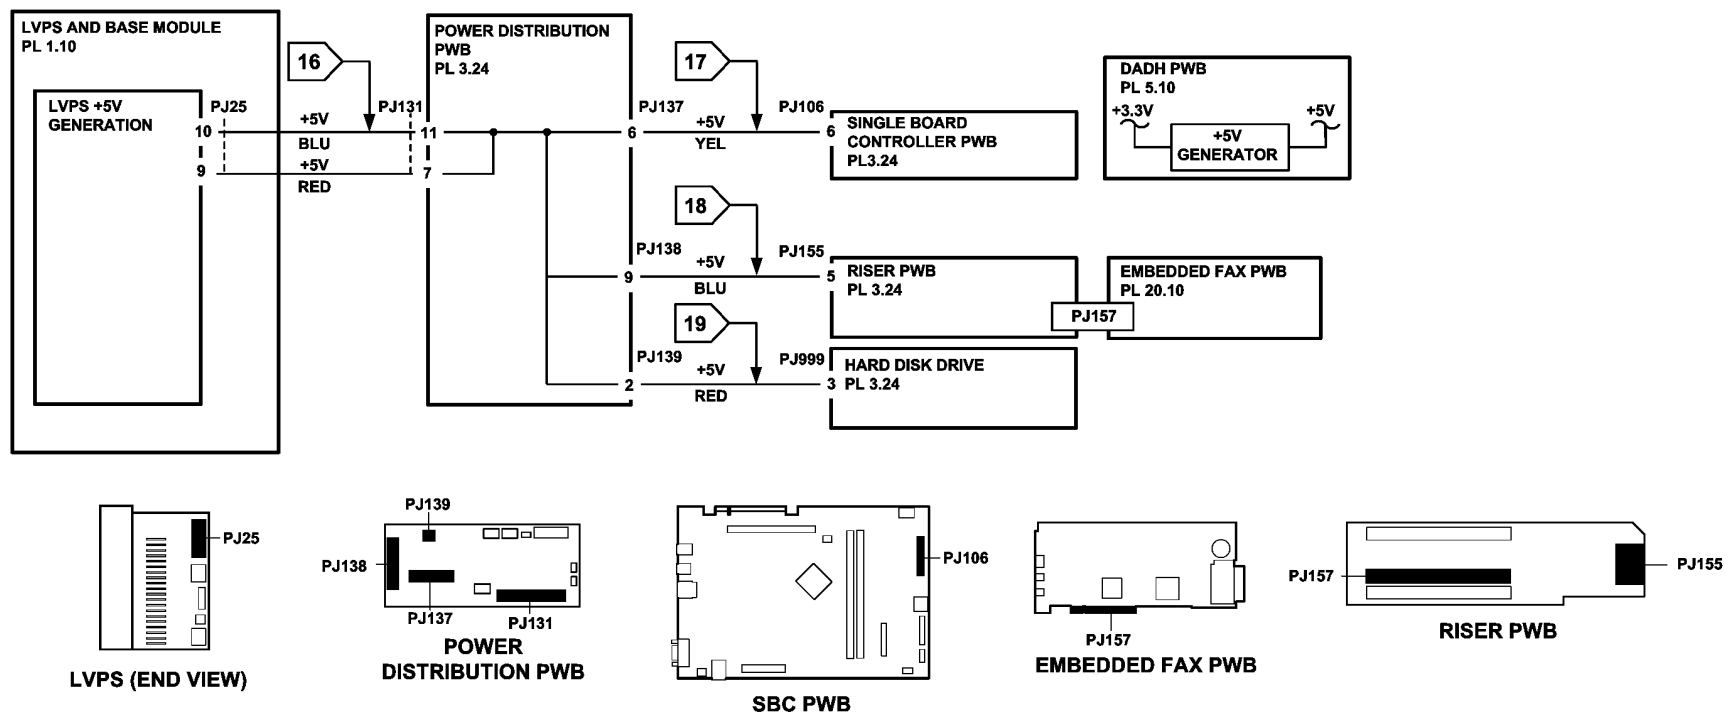 LVPS AND BASE MODULE
PL 1.10
LVPS +5V
GENERATION
PJ25
10
9
16
+5V
BLU
+5V
RED
PJ131
11
7
POWER DISTRIBUTION
PWB
PL 3.24
PJ137
6
17
+5V
YEL
PJ106
6
SINGLE BOARD
CONTROLLER PWB
PL3.24
DADH PWB
PL 5.10
+3.3V
+5V
GENERATOR
+5V
PJ138
9
18
+5V
BLU
PJ155
5
RISER PWB
PL 3.24
PJ157
EMBEDDED FAX PWB
PL 20.10
PJ139
2
19
+5V
RED
PJ999
3
HARD DISK DRIVE
PL 3.24
PJ25
LVPS (END VIEW)
PJ139
PJ138
PJ137
PJ131
POWER
DISTRIBUTION PWB
PJ106
SBC PWB
PJ157
EMBEDDED FAX PWB
PJ157
PJ155
RISER PWB